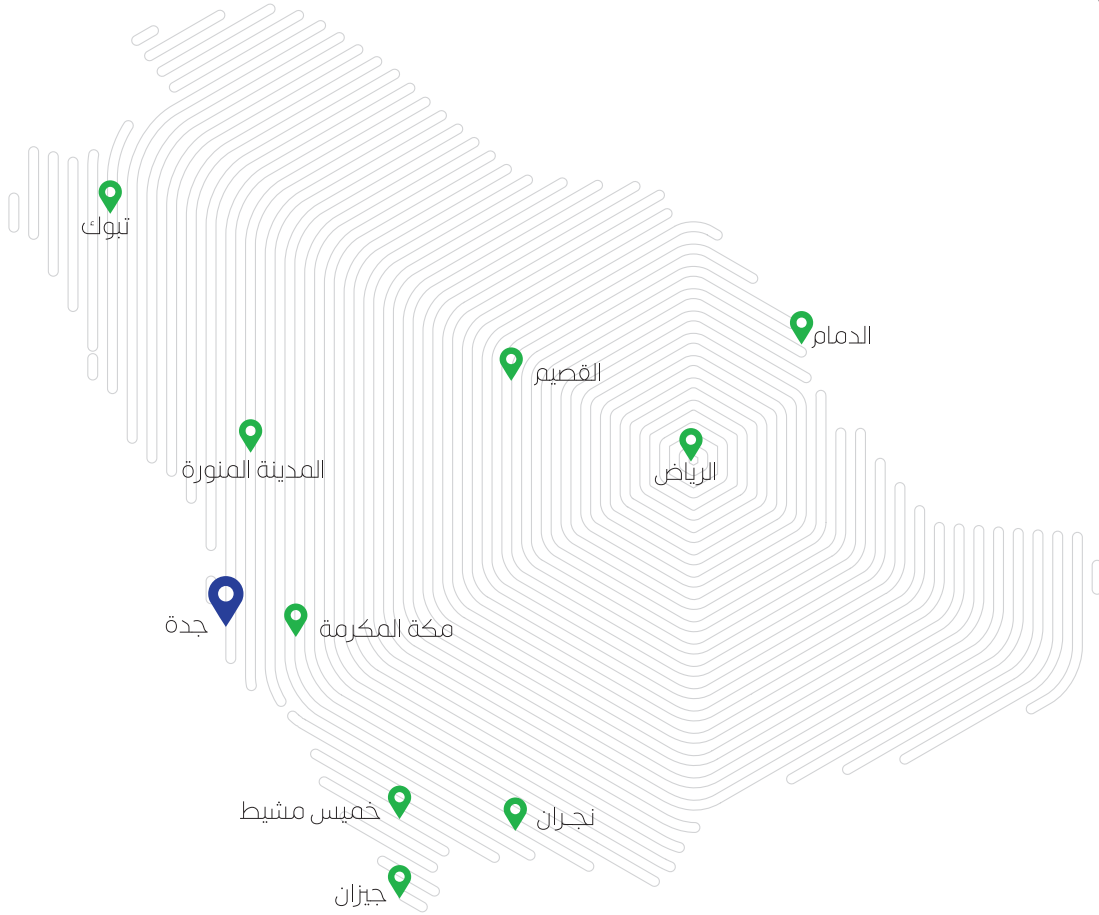 تبوك
الدمام
القصيم
المدينة المنورة
الرياض
جدة
مكة المكرمة
خميس مشيط
نجران
جيزان